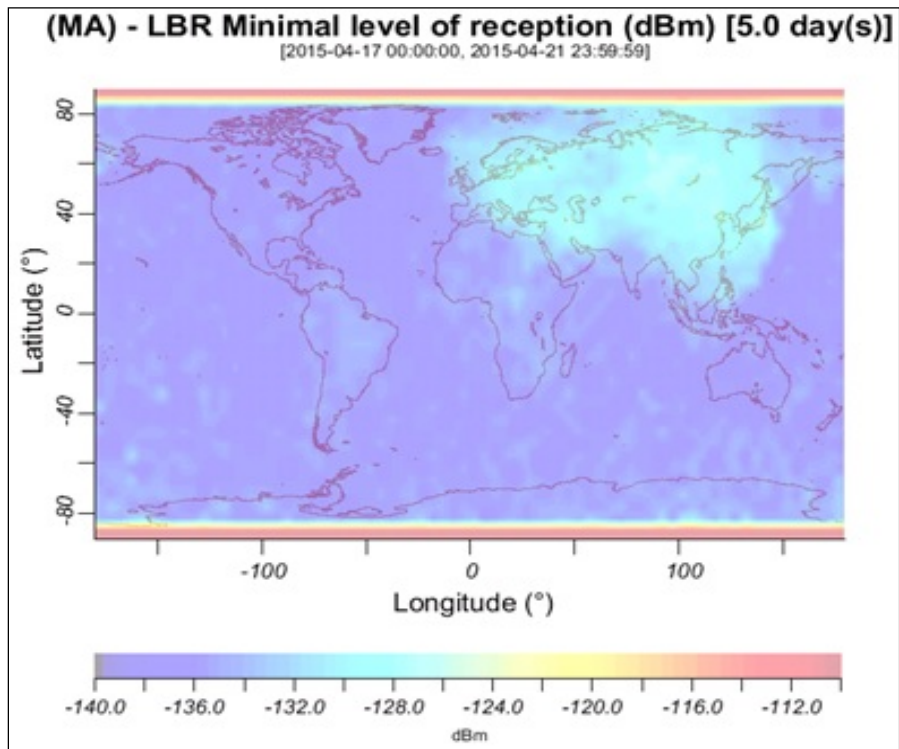 (MA) - LBR Minimal level of reception (dBm) [5.0 day(s)]
[2015-04-17 00:00:00, 2015-04-21 23:59:59]
80
40
0
-40
-80
Latitude (°)
-100 0 100
Longitude (°)
-140.0 -136.0 -132.0 -128.0 -124.0 -120.0 -116.0 -112.0
dBm